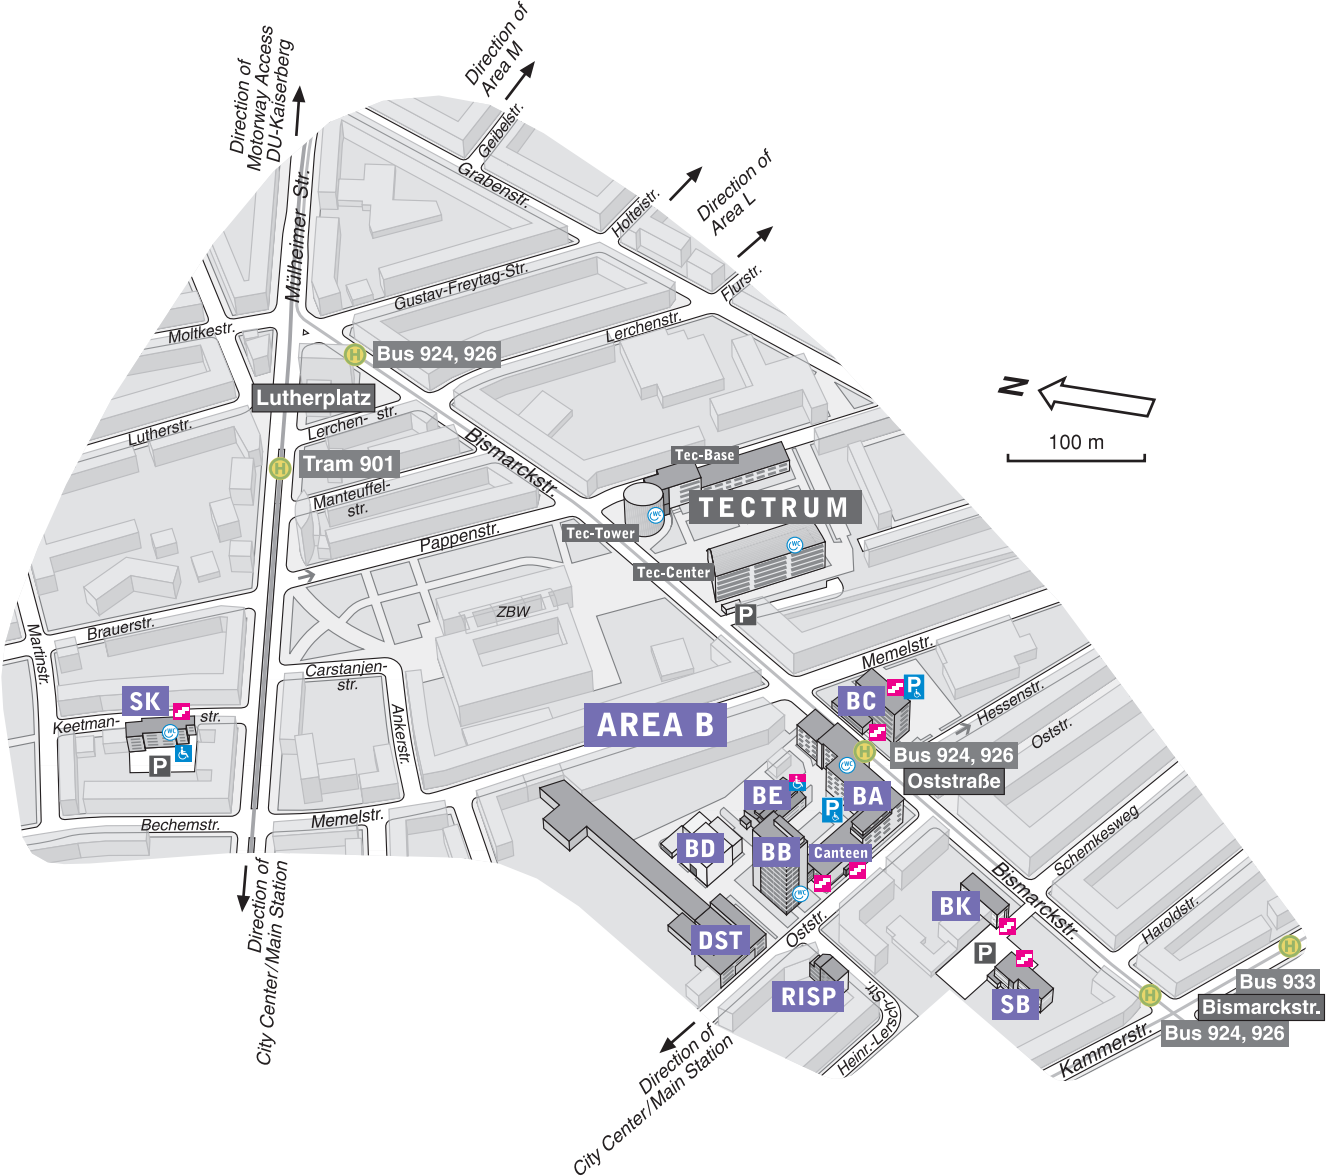 Direction of
Area M
Direction of
Motorway Access
DU-Kaiserberg
Geibelstr.
Grabenstr.
Direction of
Area L
Holteistr.
Mülheimer Str.
Flurstr.
Gustav-Freytag-Str.
Moltkestr.
Lerchenstr.
H
Bus 924, 926
N
Lutherplatz
100 m
Lutherstr.
Lerchen- str.
Bismarckstr.
Tec-Base
H
Tram 901
Manteuffel-
str.
TECTRUM
WC
Tec-Tower
Pappenstr.
WC
Tec-Center
ZBW
P
Brauerstr.
Martinstr.
Memelstr.
Carstanjen-
str.
SK
BC
P
Hessenstr.
Keetman- str.
WC
Ankerstr.
AREA B
Oststr.
H
Bus 924, 926
P
WC
Oststraße
BE
BA
P
Bechemstr.
Memelstr.
Schemkesweg
BD
BB
Canteen
Direction of
City Center/Main Station
WC
Bismarckstr.
BK
Haroldstr.
DST
Oststr.
H
P
RISP
SB
Heinr.-Lersch-Str.
Bus 933
H
Bismarckstr.
Bus 924, 926
Kammerstr.
Direction of
City Center/Main Station